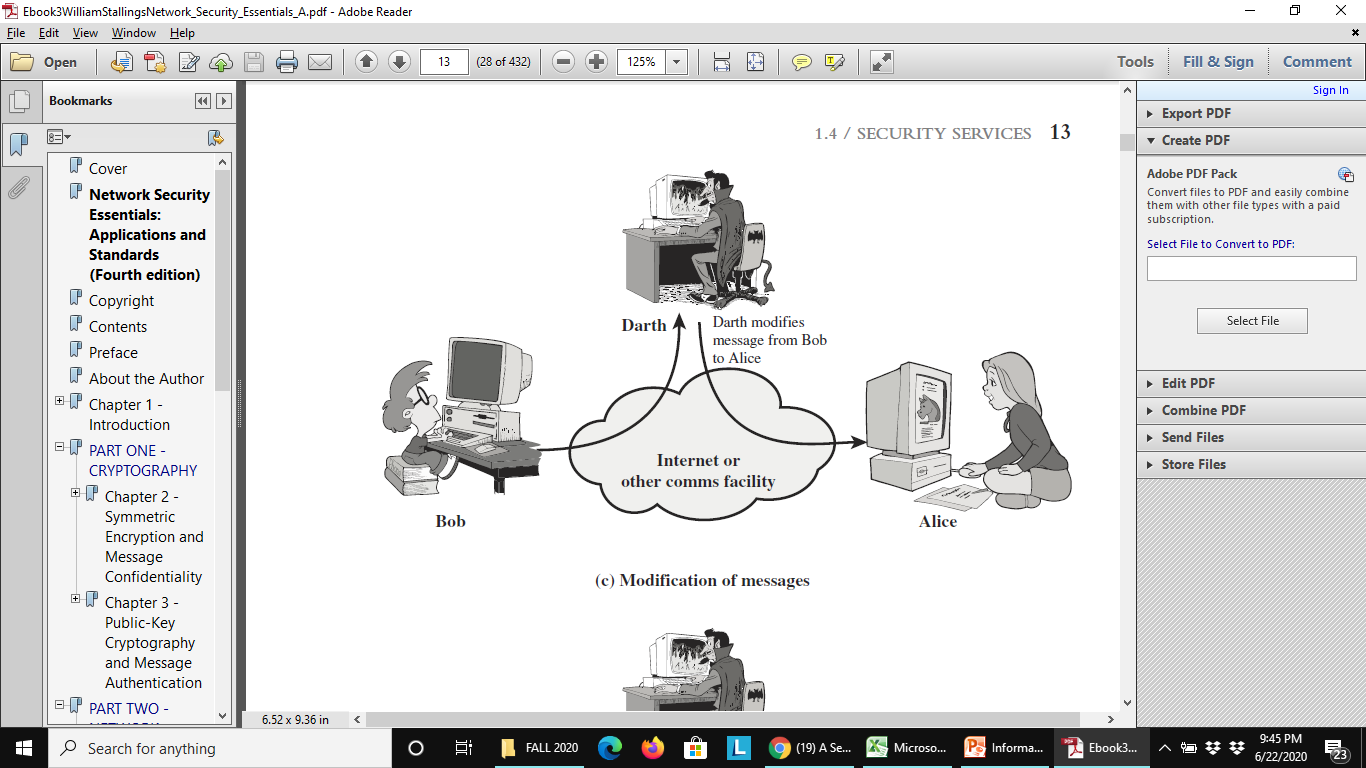 Ebook3WilliamStallingsNetwork_Security_Essentials_A.pdf - Adobe Reader
File Edit View Window Help
Open 13 (28 of 432) 125% Tools Fill & Sign Comment
Sign In
Bookmarks
Cover
Network Security
Essentials:
Applications and
Standards
(Fourth edition)
Copyright
Contents
Preface
About the Author
Chapter 1 -
Introduction
PART ONE -
CRYPTOGRAPHY
Chapter 2 -
Symmetric
Encryption and
Message
Confidentiality
Chapter 3 -
Public-Key
Cryptography
and Message
Authentication
PART TWO -
1.4 / SECURITY SERVICES 13
Darth
Darth modifies
message from Bob
to Alice
Internet or
other comms facility
Bob
Alice
(c) Modification of messages
6.52 x 9.36 in
Export PDF
Create PDF
Adobe PDF Pack
Convert files to PDF and easily combine
them with other file types with a paid
subscription.
Select File to Convert to PDF:
Select File
Edit PDF
Combine PDF
Send Files
Store Files
Search for anything
FALL 2020
L
(19) A Se...
Microso...
Informa...
Ebook3...
9:45 PM
6/22/2020
23